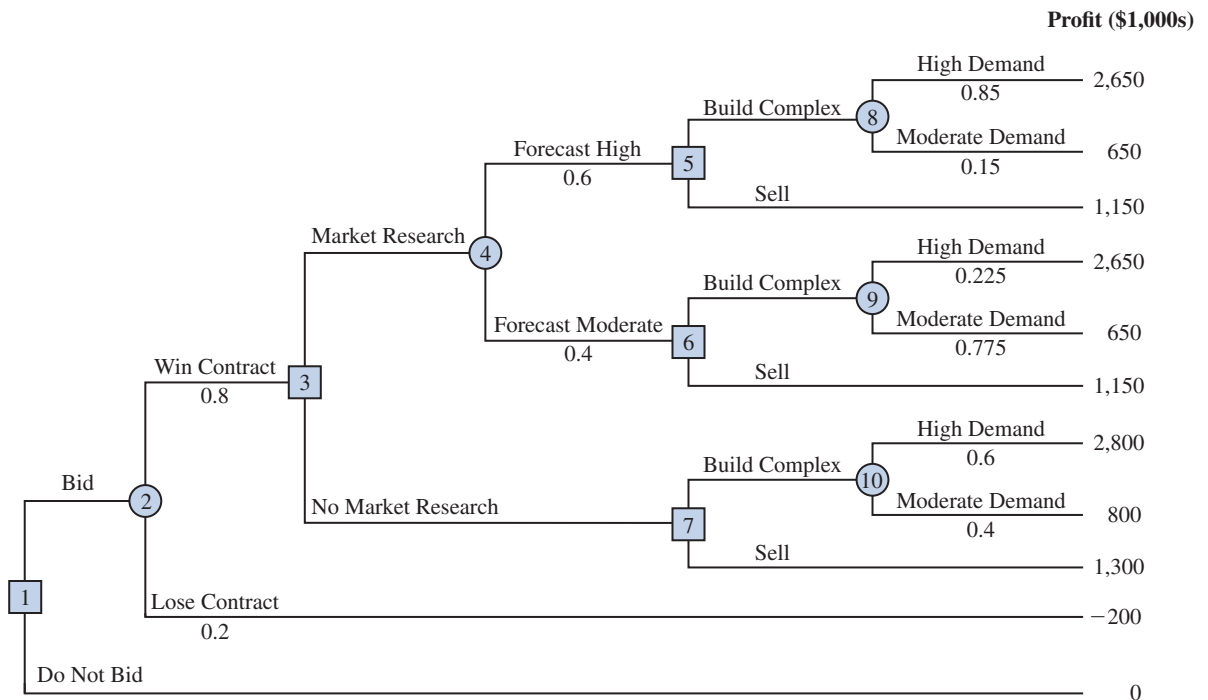 Profit ($1,000s)
High Demand
2,650
0.85
Build Complex
8
Moderate Demand
650
0.15
Forecast High
0.6
5
Sell
1,150
Market Research
4
High Demand
2,650
0.225
Build Complex
9
Moderate Demand
650
0.775
Forecast Moderate
0.4
6
Sell
1,150
Win Contract
0.8
3
High Demand
2,800
0.6
Build Complex
10
Moderate Demand
800
0.4
Bid
2
No Market Research
7
Sell
1,300
1
Lose Contract
0.2
−200
Do Not Bid
0